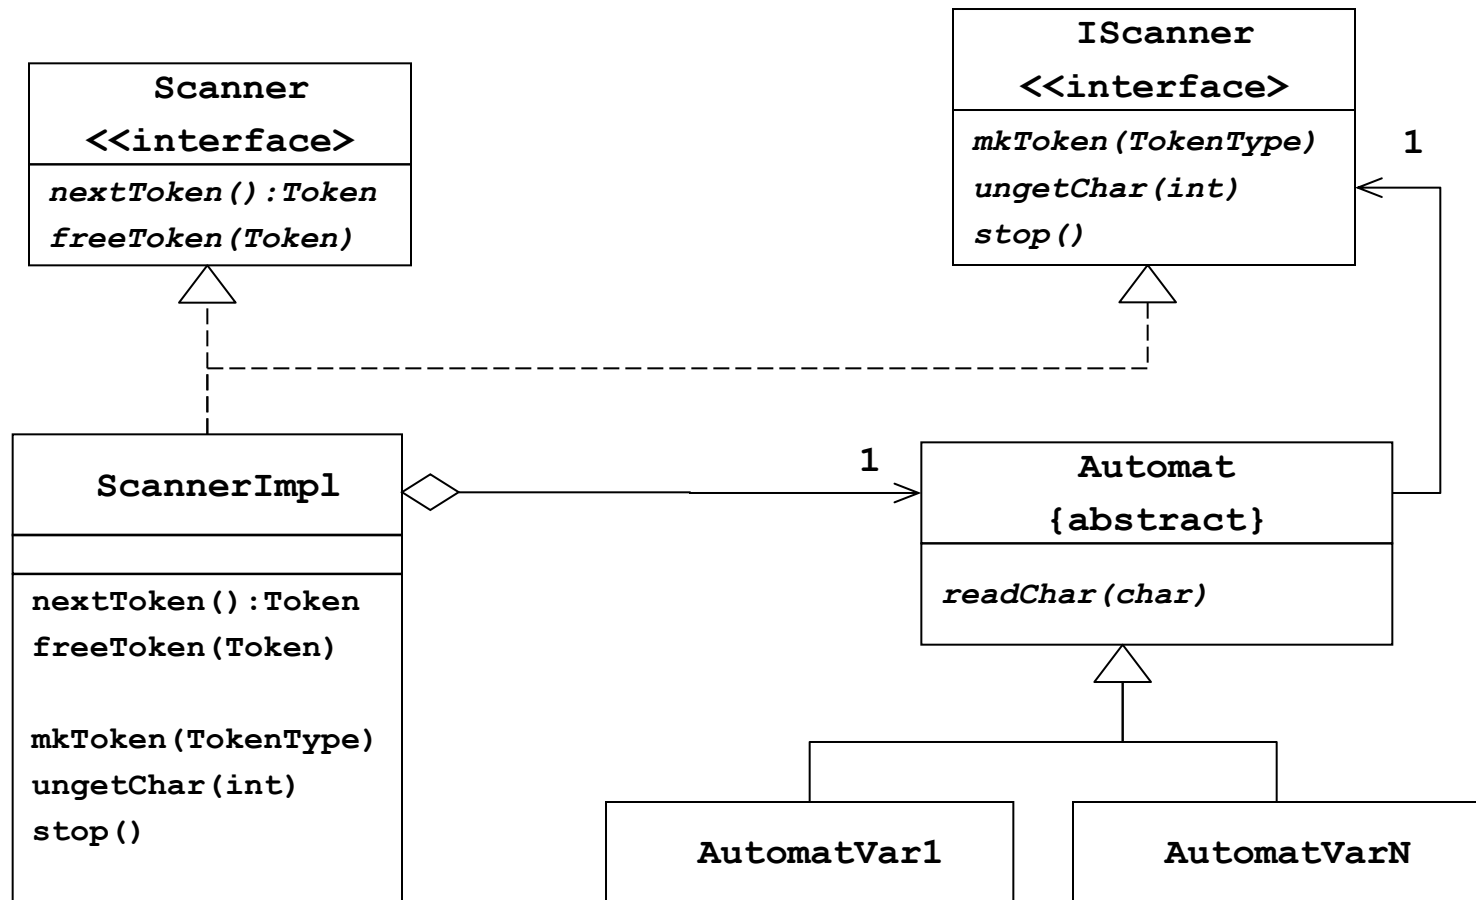 Scanner
<<interface>
nextToken():Token
freeToken(Token)
IScanner
<<interface>
mkToken(TokenType)
ungetChar(int)
stop()
1
ScannerImpl
nextToken():Token
freeToken(Token)
mkToken(TokenType)
ungetChar(int)
stop()
1
Automat
{abstract}
readChar(char)
AutomatVar1
AutomatVarN